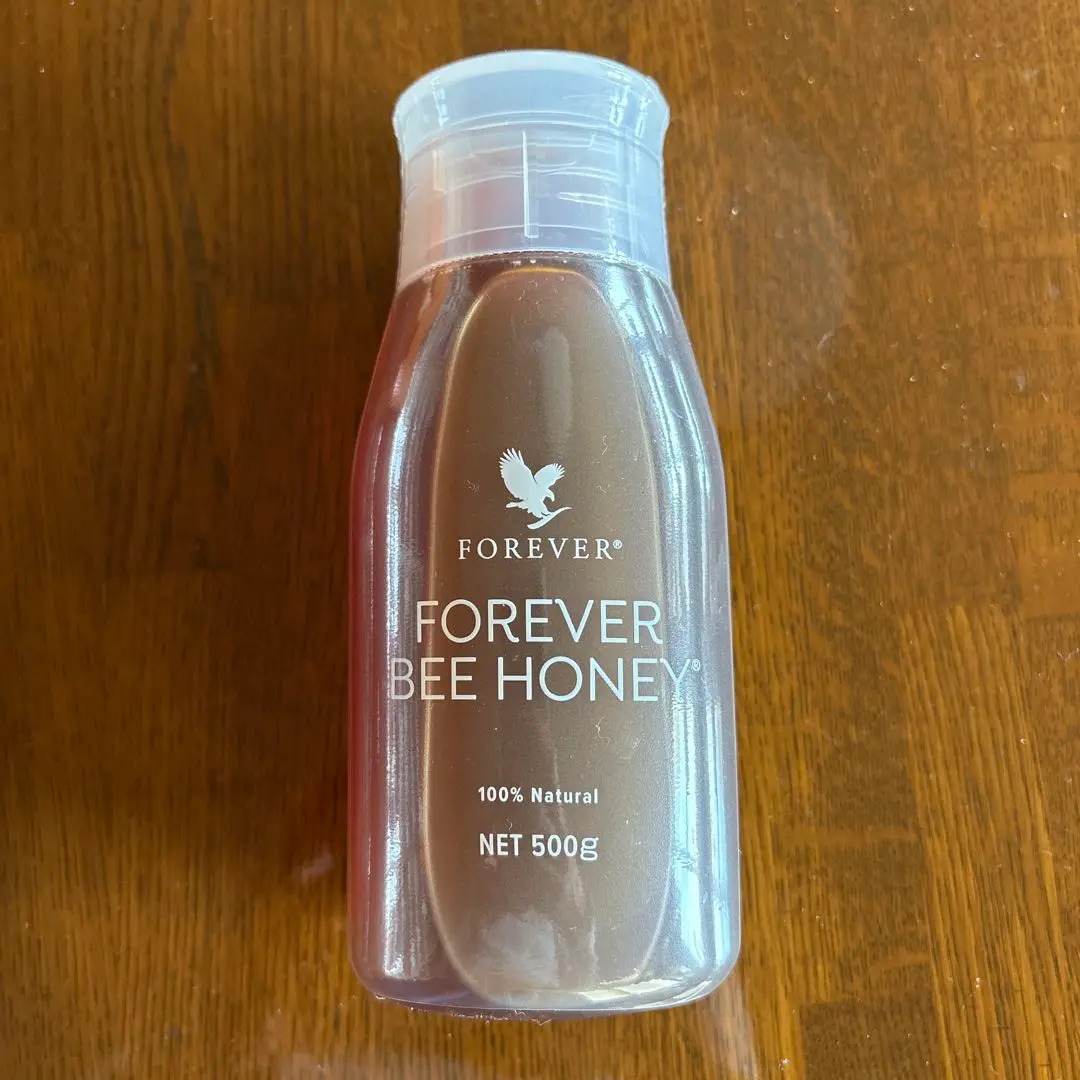 FOREVER®
FOREVER
BEE HONEY®
100% Natural
NET 500g